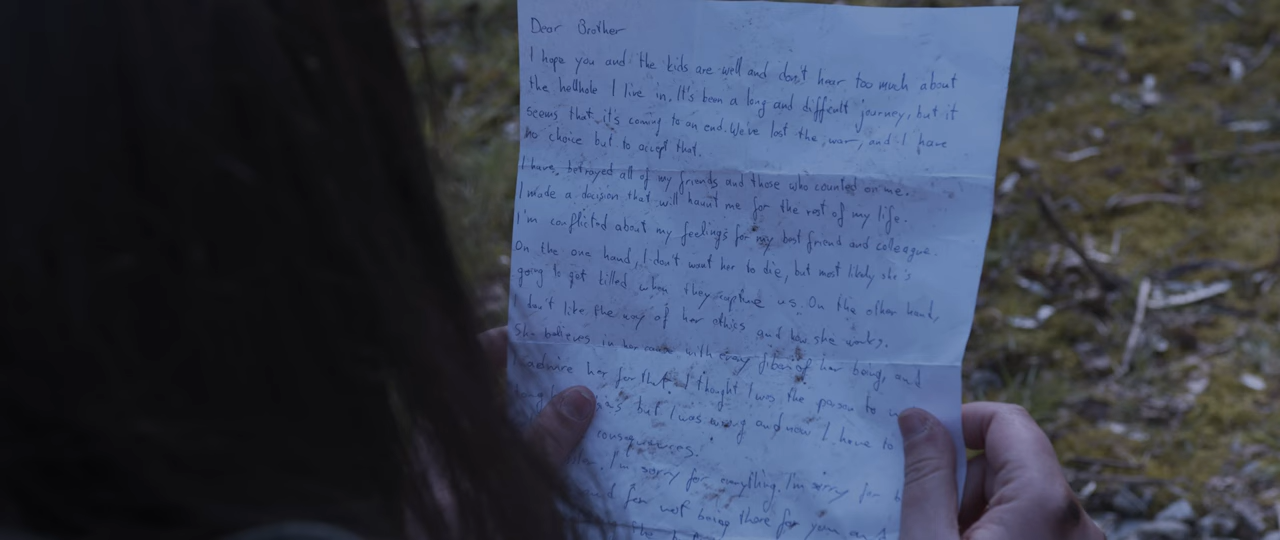 Dear Brother
I hope you and the kids are well and don't hear too much about
the hellhole I live in. It's been a long and difficult journey, but it
seems that it's coming to an end. We've lost the war, and I have
no choice but to accept that.
I have betrayed all of my friends and those who counted on me.
I made a decision that will haunt me for the rest of my life.
I'm conflicted about my feelings for my best friend and coleague.
On the one hand, I don't want her to die, but most likely she's
going to get killed when they capture us. On the other hand,
I don't like the way of her ethics and how she works.
She believes in her cause with every fiber of her being, and
admire her for that. I thought I was the person to
but I was wrong and now I have to
consequences.
I'm sorry for everything. I'm sorry for
and for not being there for you